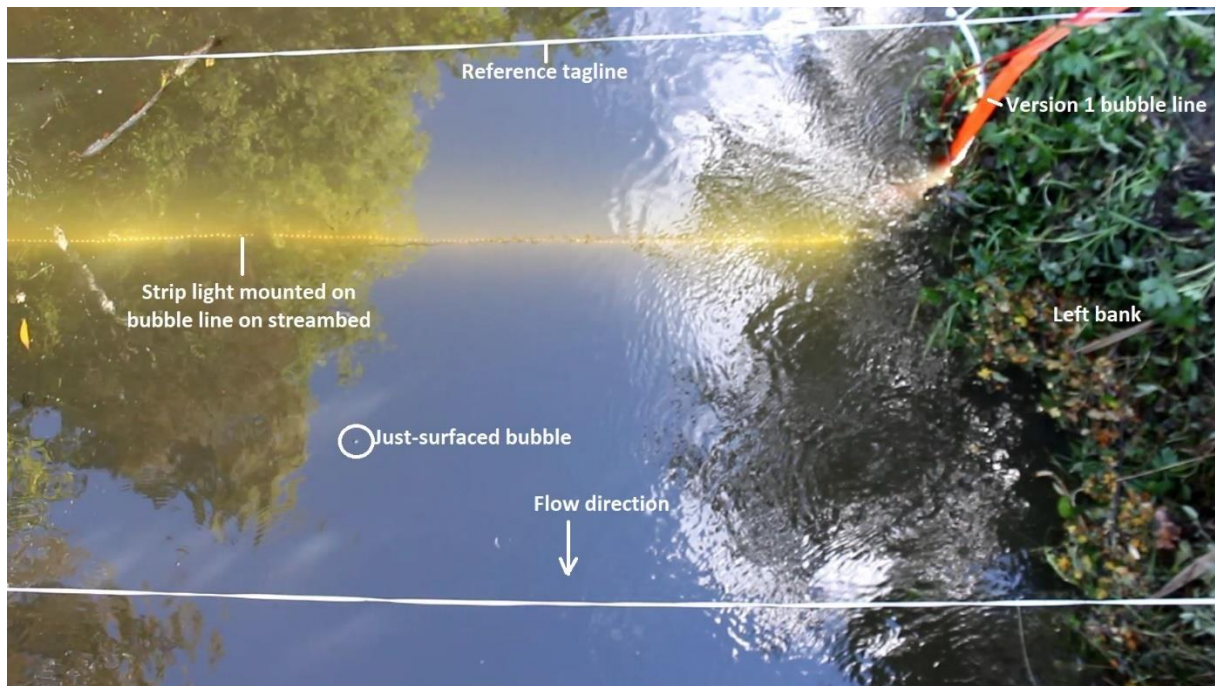 Reference tagline
Version 1 bubble line
Strip light mounted on
bubble line on streambed
Left bank
Just-surfaced bubble
Flow direction